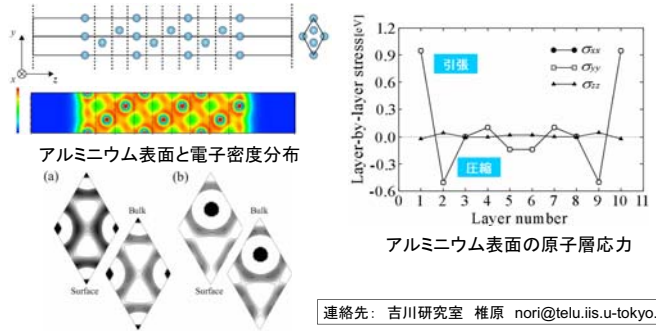 y
x
z
アルミニウム表面と電子密度分布
(a)
(b)
Bulk
Bulk
Surface
Surface
Layer-by-layer stress[eV]
1.2
0.9
0.6
0.3
0.0
-0.3
-0.6
引張
圧縮
σxx
σyy
σzz
0 1 2 3 4 5 6 7 8 9 10 11
Layer number
アルミニウム表面の原子層応力
連絡先： 吉川研究室 椎原 nori@telu.iis.u-tokyo.